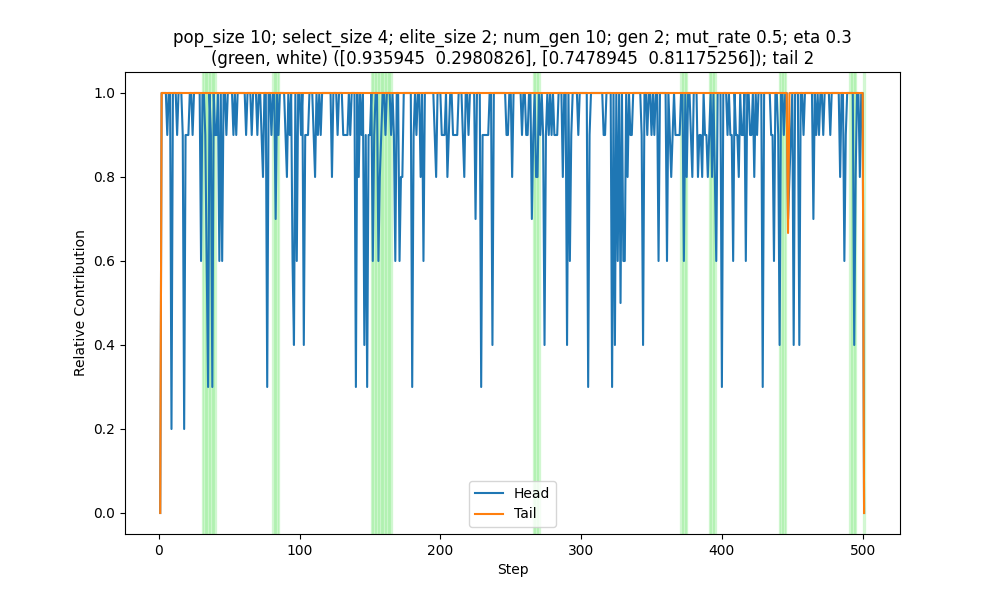 pop_size 10; select_size 4; elite_size 2; num_gen 10; gen 2; mut_rate 0.5; eta 0.3
(green, white) ([0.935945  0.2980826], [0.7478945  0.81175256]); tail 2
Relative Contribution
1.0
0.8
0.6
0.4
0.2
0.0
Head
Tail
0
100
200
300
400
500
Step